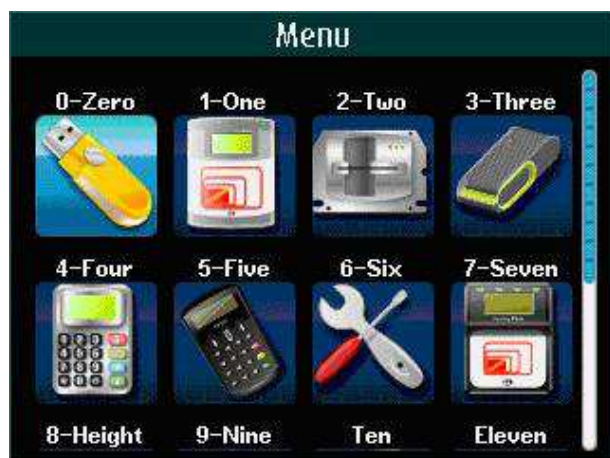 Menu
0-Zero 1-One 2-Two 3-Three
4-Four 5-Five 6-Six 7-Seven
8-Height 9-Nine Ten Eleven